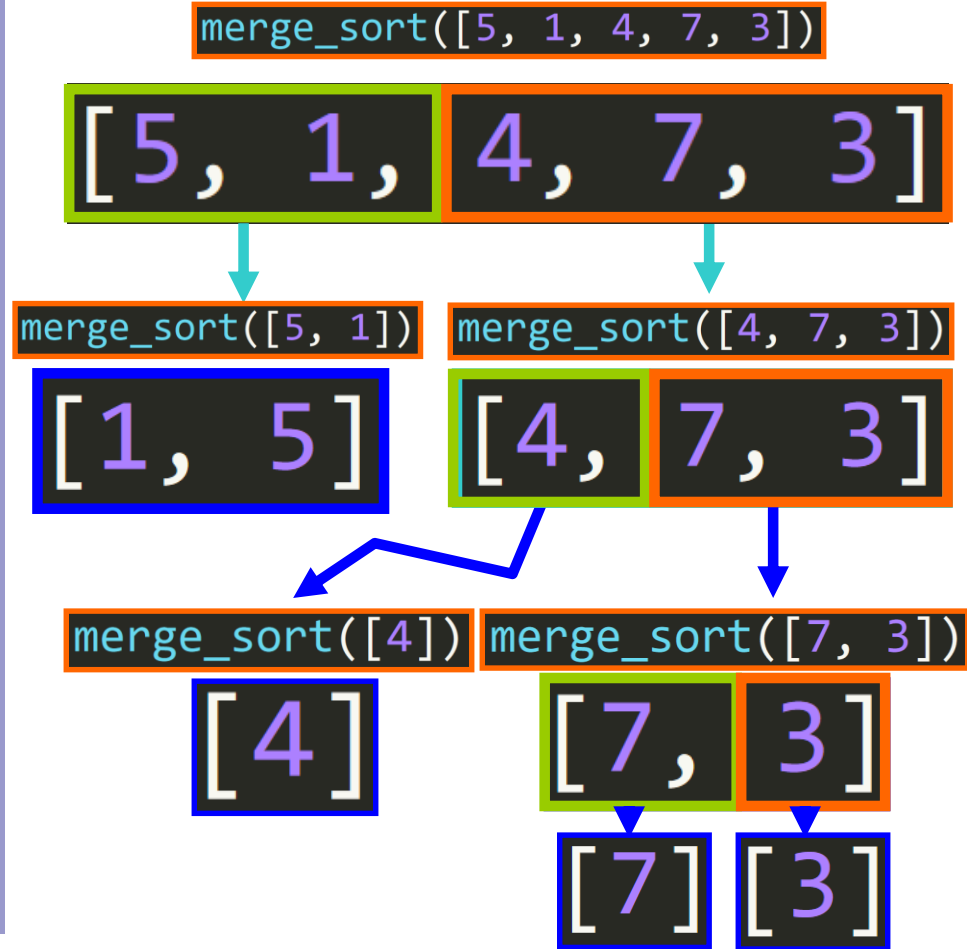 merge_sort([5, 1, 4, 7, 3])
[5, 1, 4, 7, 3]
merge_sort([5, 1])
merge_sort([4, 7, 3])
[1, 5]
[4, 7, 3]
merge_sort([4])
merge_sort([7, 3])
[4]
[7, 3]
[7]
[3]